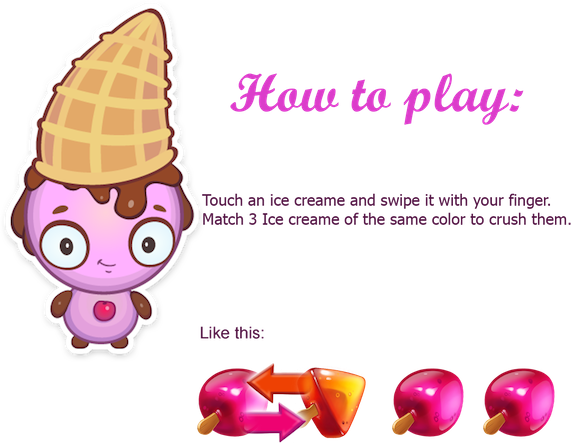 How to play:
Touch an ice creame and swipe it with your finger.
Match 3 Ice creame of the same color to crush them.
Like this: